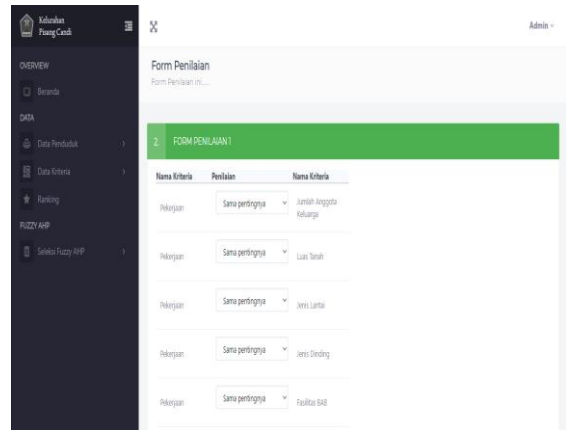 Kelurahan
Pisang Candi
Admin
OVERVIEW
Beranda
DATA
Data Penduduk
Data Kriteria
Ranking
FUZZY AHP
Seleksi Fuzzy AHP
Form Penilaian
Form Penilaian ini.....
2. FORM PENILAIAN 1
Nama Kriteria Penilaian Nama Kriteria
Pekerjaan Sama pentingnya Jumlah Anggota
Keluarga
Pekerjaan Sama pentingnya Luas Tanah
Pekerjaan Sama pentingnya Jenis Lantai
Pekerjaan Sama pentingnya Jenis Dinding
Pekerjaan Sama pentingnya Fasilitas BAB